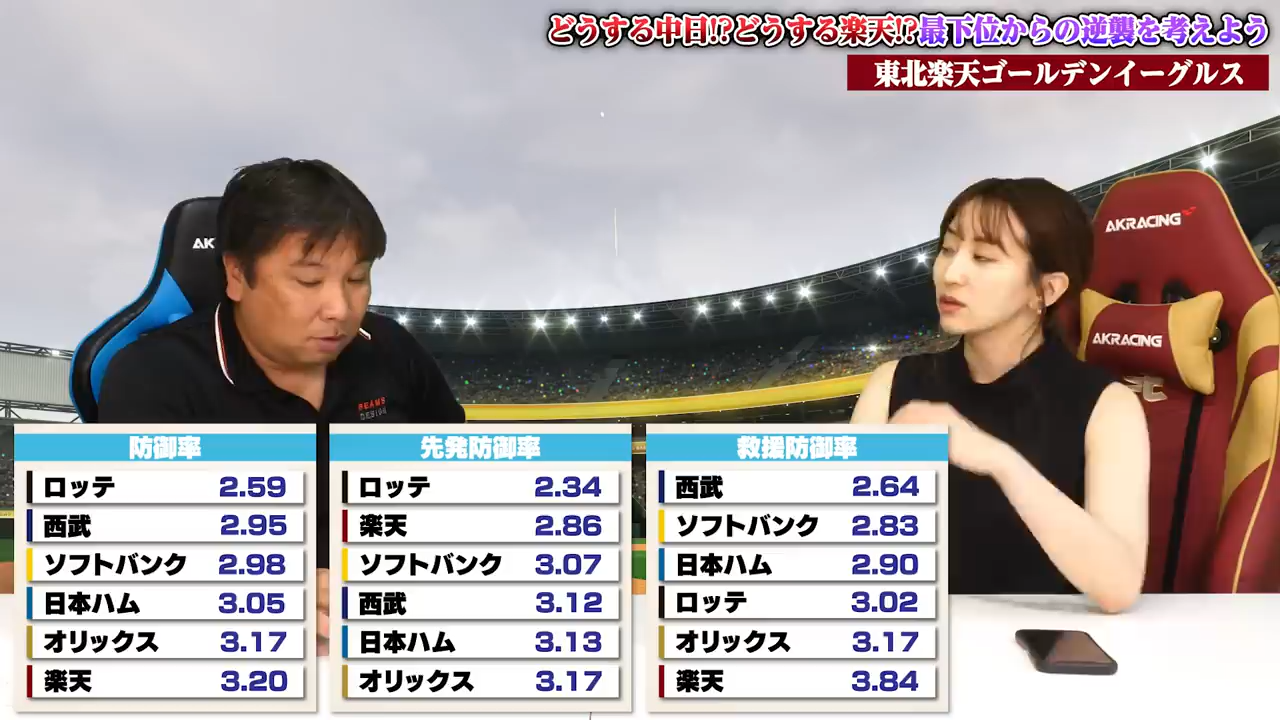 どうする中日!?どうする楽天!?最下位からの逆襲を考えよう
東北楽天ゴールデンイーグルス
AK
AKRACING
AKRACING
BEAMS
DESIGN
防御率
ロッテ 2.59
西武 2.95
ソフトバンク 2.98
日本ハム 3.05
オリックス 3.17
楽天 3.20
先発防御率
ロッテ 2.34
楽天 2.86
ソフトバンク 3.07
西武 3.12
日本ハム 3.13
オリックス 3.17
救援防御率
西武 2.64
ソフトバンク 2.83
日本ハム 2.90
ロッテ 3.02
オリックス 3.17
楽天 3.84